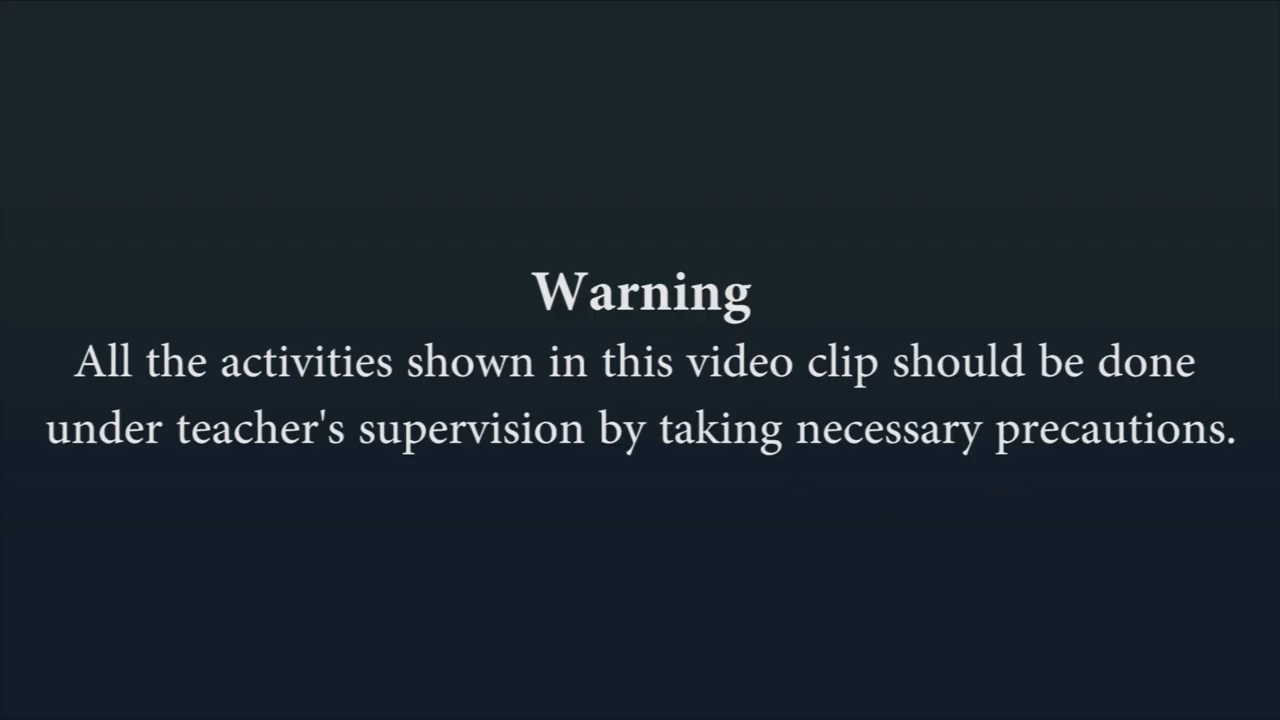 Warning
All the activities shown in this video clip should be done
under teacher's supervision by taking necessary precautions.